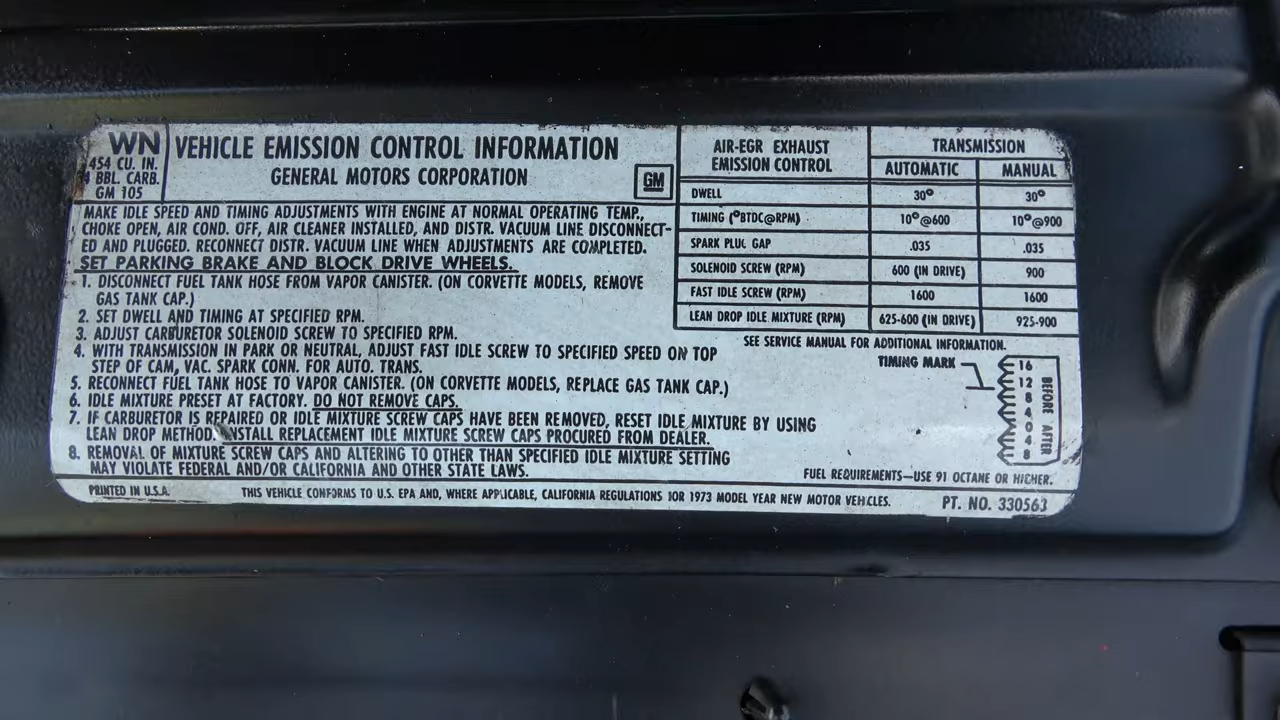 WN
454 CU. IN.
4 BBL. CARB.
GM 105
VEHICLE EMISSION CONTROL INFORMATION
GENERAL MOTORS CORPORATION
GM
MAKE IDLE SPEED AND TIMING ADJUSTMENTS WITH ENGINE AT NORMAL OPERATING TEMP.,
CHOKE OPEN, AIR COND. OFF, AIR CLEANER INSTALLED, AND DISTR. VACUUM LINE DISCONNECT-
ED AND PLUGGED. RECONNECT DISTR. VACUUM LINE WHEN ADJUSTMENTS ARE COMPLETED.
SET PARKING BRAKE AND BLOCK DRIVE WHEELS.
1. DISCONNECT FUEL TANK HOSE FROM VAPOR CANISTER. (ON CORVETTE MODELS, REMOVE
GAS TANK CAP.)
2. SET DWELL AND TIMING AT SPECIFIED RPM.
3. ADJUST CARBURETOR SOLENOID SCREW TO SPECIFIED RPM.
4. WITH TRANSMISSION IN PARK OR NEUTRAL, ADJUST FAST IDLE SCREW TO SPECIFIED SPEED ON TOP
STEP OF CAM, VAC. SPARK CONN. FOR AUTO. TRANS.
5. RECONNECT FUEL TANK HOSE TO VAPOR CANISTER. (ON CORVETTE MODELS, REPLACE GAS TANK CAP.)
6. IDLE MIXTURE PRESET AT FACTORY. DO NOT REMOVE CAPS.
7. IF CARBURETOR IS REPAIRED OR IDLE MIXTURE SCREW CAPS HAVE BEEN REMOVED, RESET IDLE MIXTURE BY USING
LEAN DROP METHOD. INSTALL REPLACEMENT IDLE MIXTURE SCREW CAPS PROCURED FROM DEALER.
8. REMOVAL OF MIXTURE SCREW CAPS AND ALTERING TO OTHER THAN SPECIFIED IDLE MIXTURE SETTING
MAY VIOLATE FEDERAL AND/OR CALIFORNIA AND OTHER STATE LAWS.
AIR-EGR EXHAUST EMISSION CONTROL TRANSMISSION
AUTOMATIC MANUAL
DWELL 30° 30°
TIMING (°BTDC@RPM) 10°@600 10°@900
SPARK PLUG GAP .035 .035
SOLENOID SCREW (RPM) 600 (IN DRIVE) 900
FAST IDLE SCREW (RPM) 1600 1600
LEAN DROP IDLE MIXTURE (RPM) 625-600 (IN DRIVE) 925-900
SEE SERVICE MANUAL FOR ADDITIONAL INFORMATION.
TIMING MARK
16
12
8
4
0
4
8
BEFORE AFTER
FUEL REQUIREMENTS—USE 91 OCTANE OR HIGHER.
PRINTED IN U.S.A.
THIS VEHICLE CONFORMS TO U.S. EPA AND, WHERE APPLICABLE, CALIFORNIA REGULATIONS FOR 1973 MODEL YEAR NEW MOTOR VEHICLES.
PT. NO. 330563